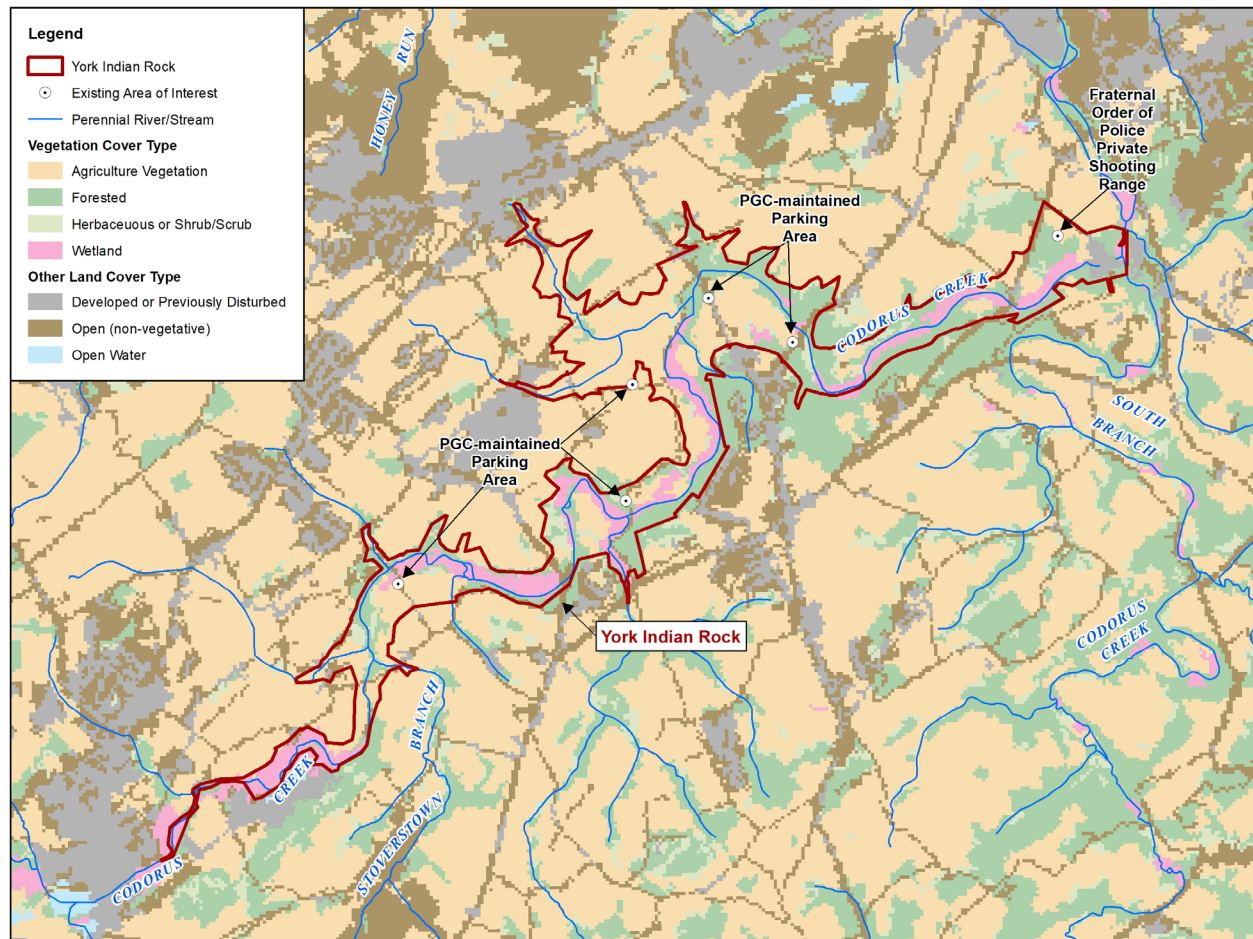 Legend
York Indian Rock
Existing Area of Interest
Perennial River/Stream
Vegetation Cover Type
Agriculture Vegetation
Forested
Herbaceuous or Shrub/Scrub
Wetland
Other Land Cover Type
Developed or Previously Disturbed
Open (non-vegetative)
Open Water
HONEY RUN
Fraternal
Order of
Police
Private
Shooting
Range
PGC-maintained
Parking
Area
CODORUS CREEK
SOUTH
BRANCH
PGC-maintained
Parking
Area
York Indian Rock
CODORUS
CREEK
STOVERSTOWN BRANCH
CODORUS CREEK